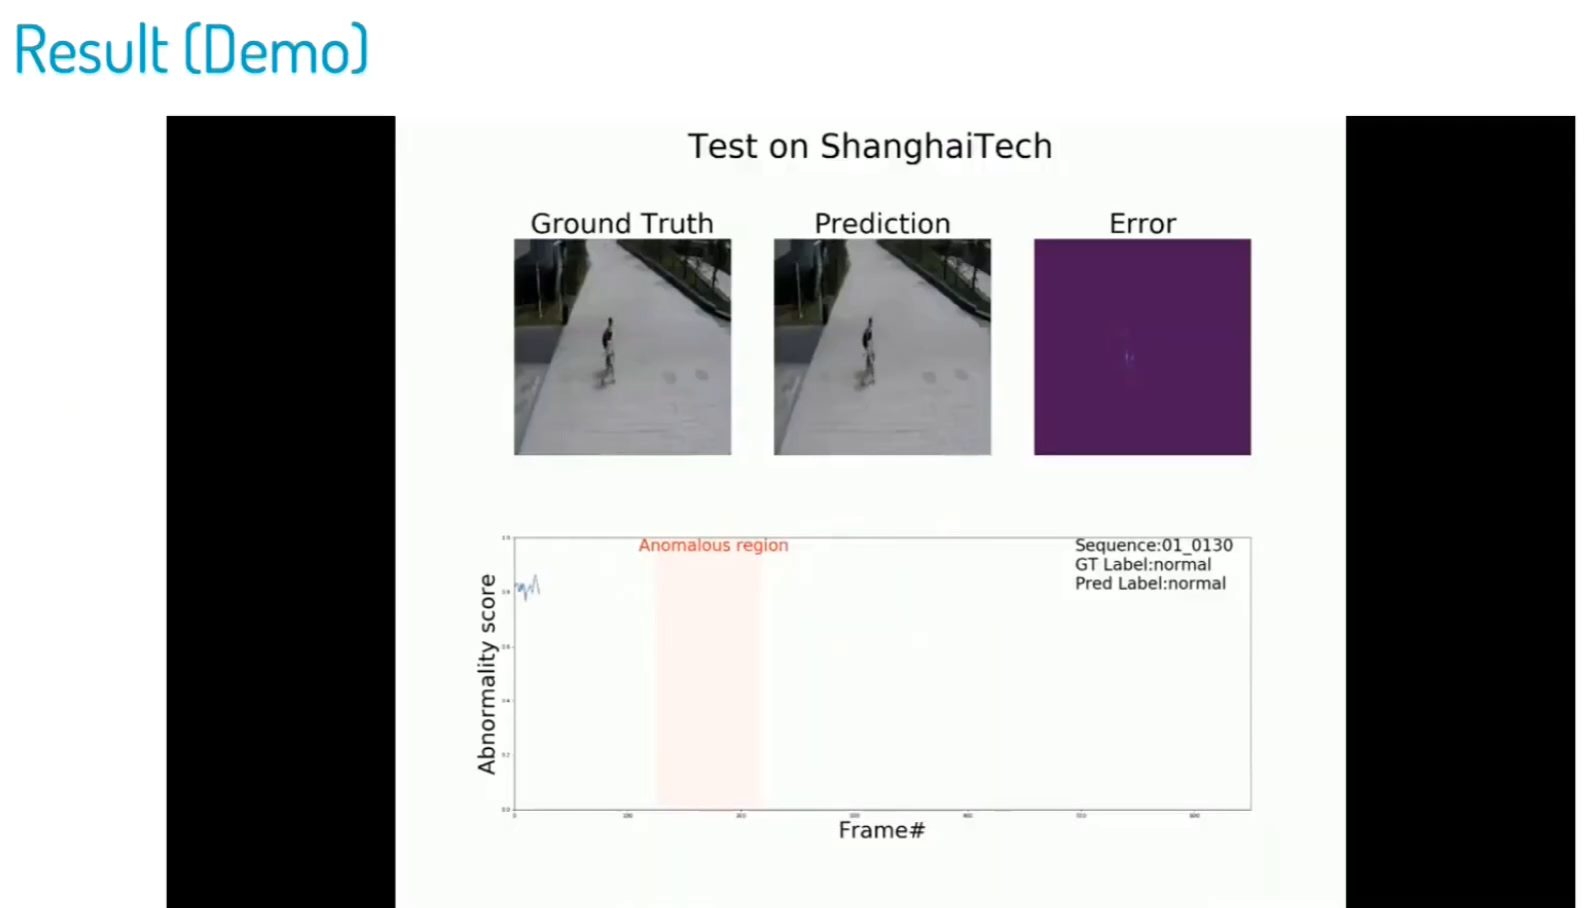 Result (Demo)
Test on ShanghaiTech
Ground Truth
Prediction
Error
Anomalous region
Sequence:01_0130
GT Label:normal
Pred Label:normal
Abnormality score
Frame#